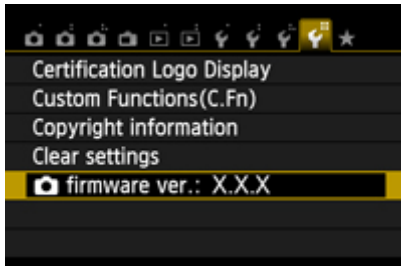 Certification Logo Display
Custom Functions(C.Fn)
Copyright information
Clear settings
firmware ver.: X.X.X